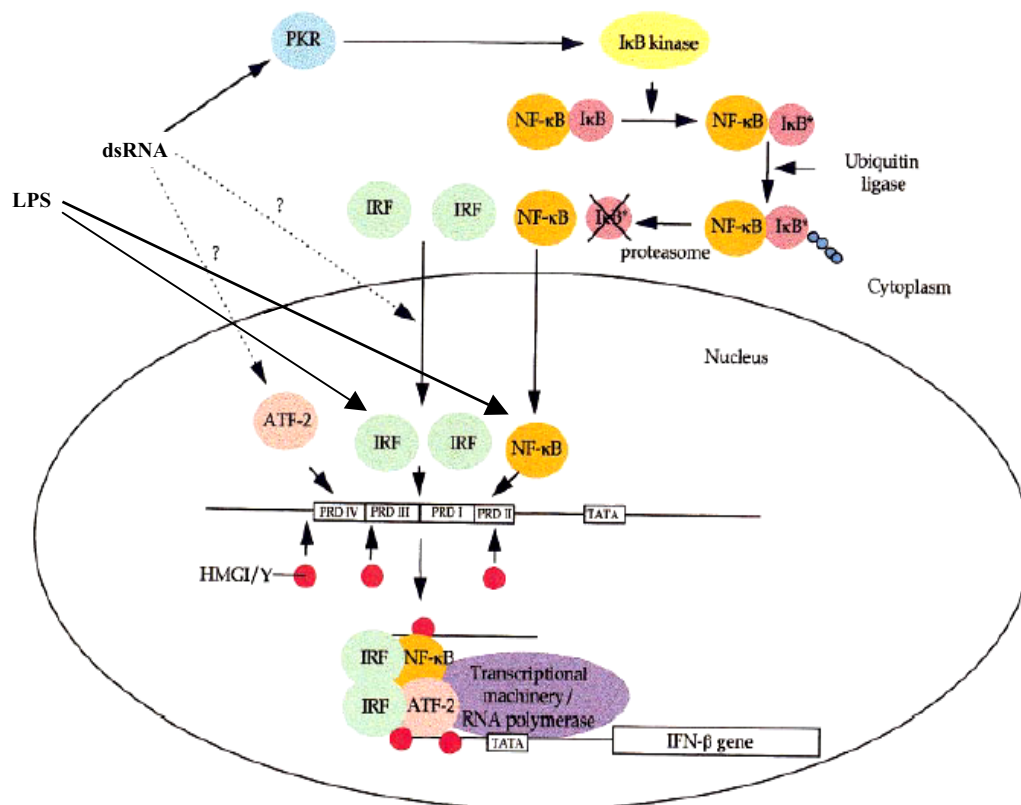 PKR
IκB kinase
NF-κB
IκB
NF-κB
IκB*
dsRNA
Ubiquitin
ligase
LPS
?
IRF
IRF
NF-κB
IκB*
NF-κB
IκB*
proteasome
?
Cytoplasm
Nucleus
ATF-2
IRF
IRF
NF-κB
PRD IV
PRD III
PRD I
PRD II
TATA
HMGI/Y
IRF
NF-κB
Transcriptional
machinery /
RNA polymerase
IRF
ATF-2
TATA
IFN-β gene